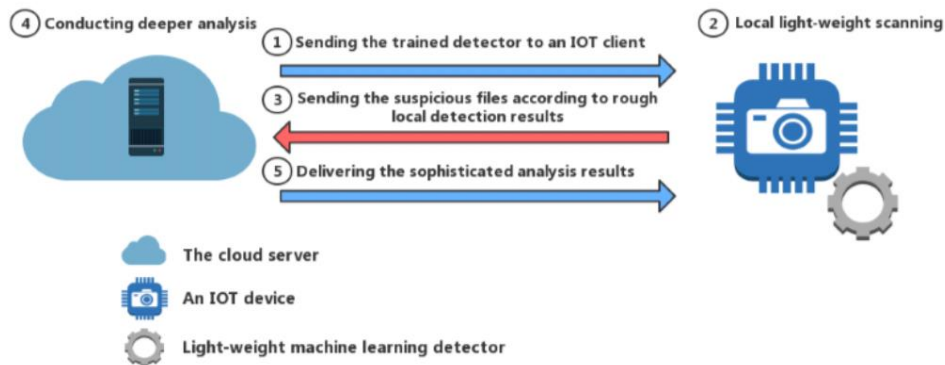 4 Conducting deeper analysis
1 Sending the trained detector to an IOT client
2 Local light-weight scanning
3 Sending the suspicious files according to rough
local detection results
5 Delivering the sophisticated analysis results
The cloud server
An IOT device
Light-weight machine learning detector